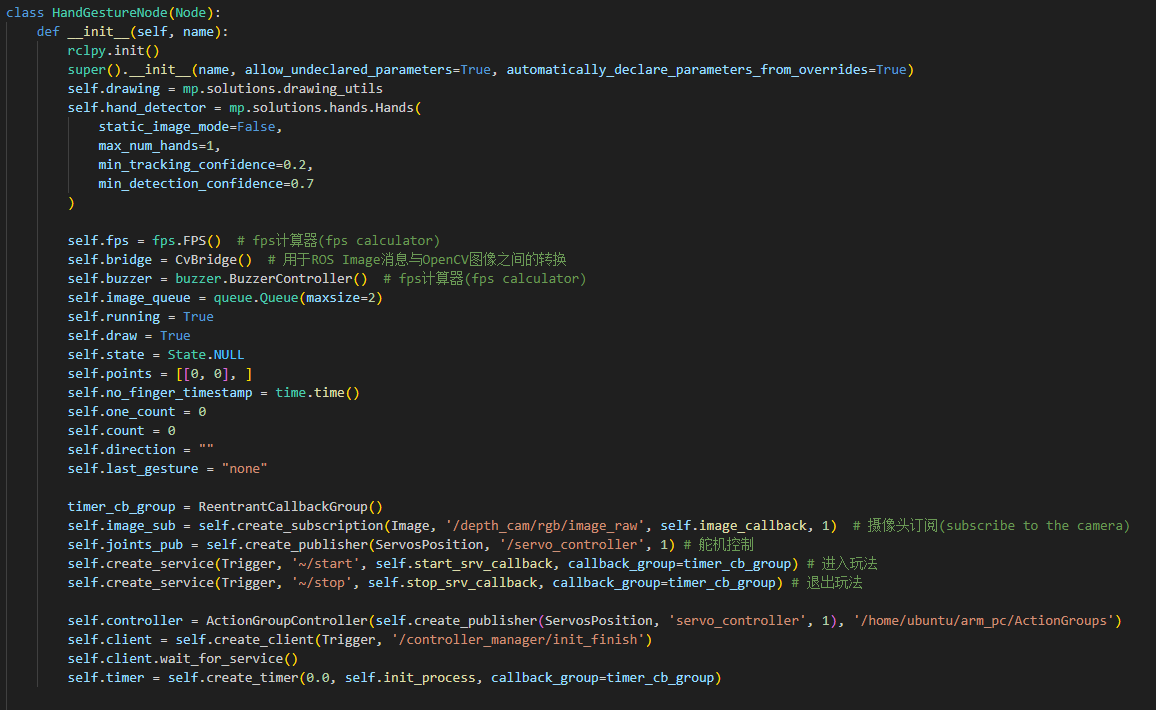 class HandGestureNode(Node):
    def __init__(self, name):
        rclpy.init()
        super().__init__(name, allow_undeclared_parameters=True, automatically_declare_parameters_from_overrides=True)
        self.drawing = mp.solutions.drawing_utils
        self.hand_detector = mp.solutions.hands.Hands(
            static_image_mode=False,
            max_num_hands=1,
            min_tracking_confidence=0.2,
            min_detection_confidence=0.7
        )

        self.fps = fps.FPS()  # fps计算器(fps calculator)
        self.bridge = CvBridge()  # 用于ROS Image消息与OpenCV图像之间的转换
        self.buzzer = buzzer.BuzzerController()  # fps计算器(fps calculator)
        self.image_queue = queue.Queue(maxsize=2)
        self.running = True
        self.draw = True
        self.state = State.NULL
        self.points = [[0, 0], ]
        self.no_finger_timestamp = time.time()
        self.one_count = 0
        self.count = 0
        self.direction = ""
        self.last_gesture = "none"

        timer_cb_group = ReentrantCallbackGroup()
        self.image_sub = self.create_subscription(Image, '/depth_cam/rgb/image_raw', self.image_callback, 1)  # 摄像头订阅(subscribe to the camera)
        self.joints_pub = self.create_publisher(ServosPosition, '/servo_controller', 1) # 舵机控制
        self.create_service(Trigger, '~/start', self.start_srv_callback, callback_group=timer_cb_group) # 进入玩法
        self.create_service(Trigger, '~/stop', self.stop_srv_callback, callback_group=timer_cb_group) # 退出玩法

        self.controller = ActionGroupController(self.create_publisher(ServosPosition, 'servo_controller', 1), '/home/ubuntu/arm_pc/ActionGroups')
        self.client = self.create_client(Trigger, '/controller_manager/init_finish')
        self.client.wait_for_service()
        self.timer = self.create_timer(0.0, self.init_process, callback_group=timer_cb_group)